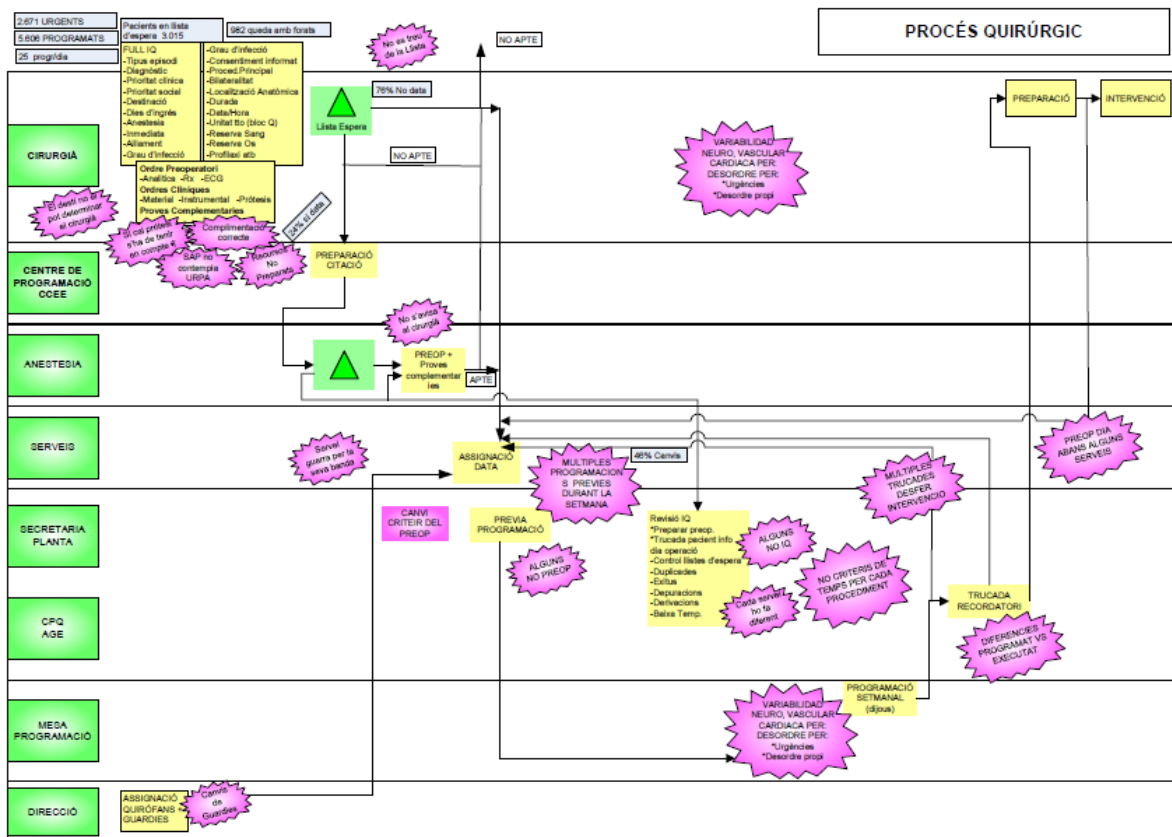 2.671 URGENTS
5.606 PROGRAMATS
25 progr/dia
Pacients en llista
d'espera 3.015
982 queda amb forats
PROCÉS QUIRÚRGIC
FULL IQ
-Tipus episodi
-Diagnòstic
-Prioritat clínica
-Prioritat social
-Destinació
-Dies d'ingrés
-Anestesia
-Inmediata
-Aïllament
-Grau d'infecció
-Grau d'infecció
-Consentiment informat
-Proced.Principal
-Bilateralitat
-Localització Anatòmica
-Durada
-Data/Hora
-Unitat tto (bloc Q)
-Reserva Sang
-Reserva Os
-Profilaxi atb
Ordre Preoperatori
-Analítica -Rx -ECG
Ordres Clíniques
-Material -Instrumental -Prótesis
Proves Complementaries
No es treu
de la Llista
NO APTE
76% No data
Llista Espera
NO APTE
24% si data
PREPARACIÓ
INTERVENCIÓ
VARIABILIDAD
NEURO, VASCULAR
CARDIACA PER:
DESORDRE PER:
*Urgències
*Desordre propi
CIRURGIÀ
El destí no el
pot determinar
el cirurgià
Si cal pròtesi
s'ha de tenir
en compte €
Complimentació
correcte
SAP no
contempla
URPA
Recursos
No
Preparats
CENTRE DE
PROGRAMACIÓ
CCEE
PREPARACIÓ
CITACIÓ
No s'avisa
al cirurgià
ANESTESIA
PREOP +
Proves
complementar
ies
APTE
SERVEIS
Servei
guarra per la
seva banda
ASSIGNACIÓ
DATA
46% Canvis
MULTIPLES
PROGRAMACION
S PREVIES
DURANT LA
SETMANA
MULTIPLES
TRUCADES
DESFER
INTERVENCIO
PREOP DIA
ABANS ALGUNS
SERVEIS
SECRETARIA
PLANTA
CANVI
CRITEIR DEL
PREOP
PREVIA
PROGRAMACIÓ
ALGUNS
NO PREOP
Revisió IQ
*Preparar preop.
*Trucada pacient info
dia operació
-Control llistes d'espera
-Duplicades
-Exitus
-Depuracions
-Derivacions
-Baixa Temp.
ALGUNS
NO IQ
NO CRITERIS DE
TEMPS PER CADA
PROCEDIMENT
Cada servei
ho fa
diferent
CPQ
AGE
TRUCADA
RECORDATORI
DIFERENCIES
PROGRAMAT VS
EXECUTAT
MESA
PROGRAMACIÓ
VARIABILIDAD
NEURO, VASCULAR
CARDIACA PER:
DESORDRE PER:
*Urgències
*Desordre propi
PROGRAMACIÓ
SETMANAL
(dijous)
DIRECCIÓ
ASSIGNACIÓ
QUIRÓFANS +
GUARDIES
Canvis
de
Guardies